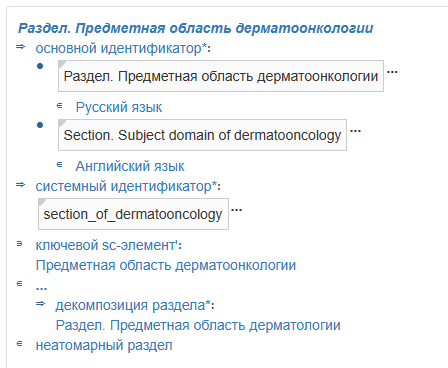 Раздел. Предметная область дерматоонкологии
⇒ основной идентификатор*:
• Раздел. Предметная область дерматоонкологии ...
∈ Русский язык
• Section. Subject domain of dermatooncology ...
∈ Английский язык
⇒ системный идентификатор*:
section_of_dermatooncology ...
∋ ключевой sc-элемент':
Предметная область дерматоонкологии
∈ ...
⇒ декомпозиция раздела*:
Раздел. Предметная область дерматологии
∈ неатомарный раздел